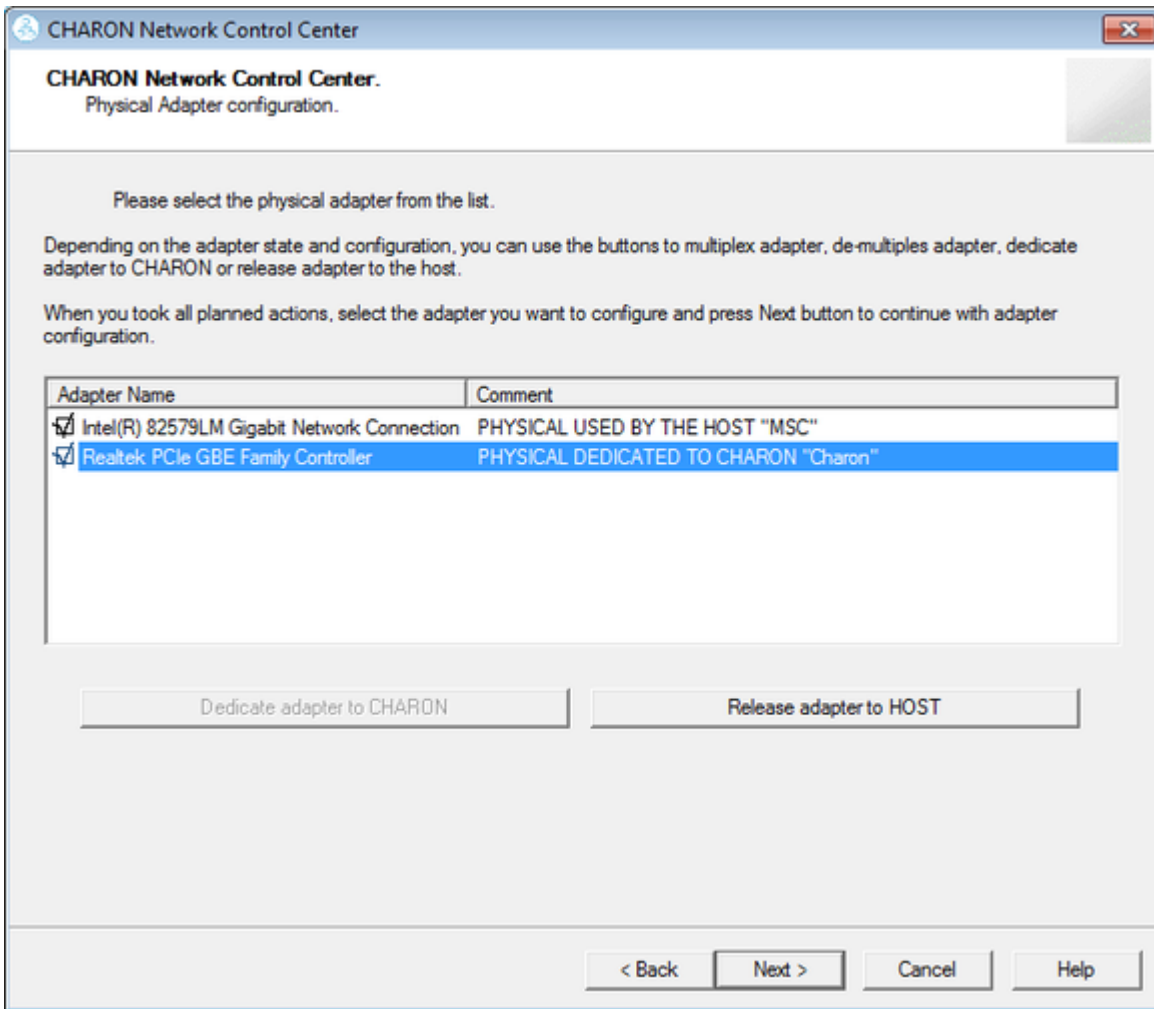 CHARON Network Control Center
CHARON Network Control Center.
Physical Adapter configuration.
Please select the physical adapter from the list.
Depending on the adapter state and configuration, you can use the buttons to multiplex adapter, de-multiples adapter, dedicate
adapter to CHARON or release adapter to the host.
When you took all planned actions, select the adapter you want to configure and press Next button to continue with adapter
configuration.
Adapter Name Comment
Intel(R) 82579LM Gigabit Network Connection PHYSICAL USED BY THE HOST "MSC"
Realtek PCIe GBE Family Controller PHYSICAL DEDICATED TO CHARON "Charon"
Dedicate adapter to CHARON Release adapter to HOST
< Back Next > Cancel Help